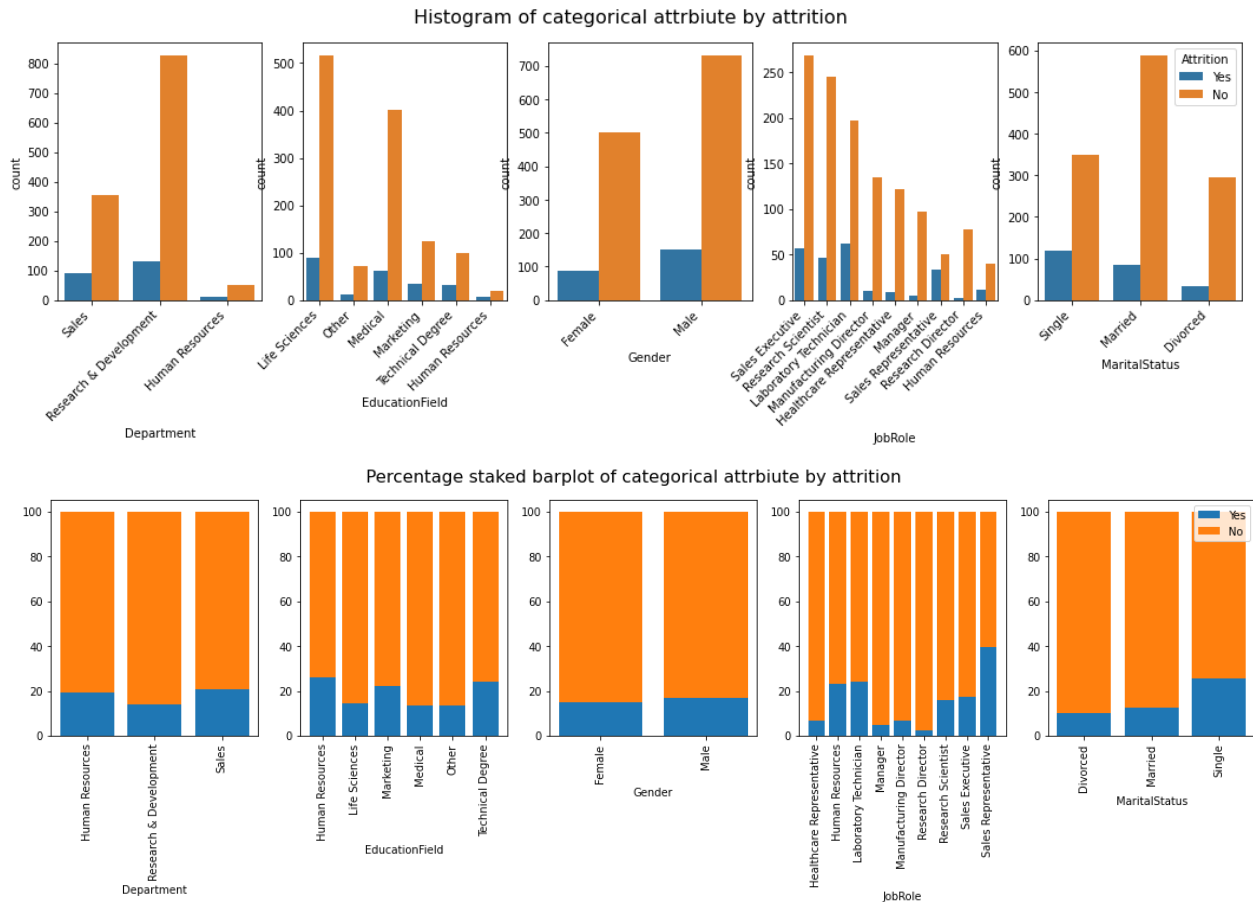 Histogram of categorical attrbiute by attrition
count
800
700
600
500
400
300
200
100
0
Sales
Research & Development
Human Resources
Department
500
400
300
200
100
0
Life Sciences
Other
Medical
Marketing
Technical Degree
Human Resources
EducationField
count
700
600
500
400
300
200
100
0
Female
Male
Gender
count
250
200
150
100
50
0
Sales Executive
Research Scientist
Laboratory Technician
Manufacturing Director
Healthcare Representative
Manager
Sales Representative
Research Director
Human Resources
JobRole
count
600
500
400
300
200
100
0
Single
Married
Divorced
MaritalStatus
Attrition
Yes
No
Percentage staked barplot of categorical attrbiute by attrition
100
80
60
40
20
0
Human Resources
Research & Development
Sales
Department
100
80
60
40
20
0
Human Resources
Life Sciences
Marketing
Medical
Other
Technical Degree
EducationField
100
80
60
40
20
0
Female
Male
Gender
100
80
60
40
20
0
Healthcare Representative
Human Resources
Laboratory Technician
Manager
Manufacturing Director
Research Director
Research Scientist
Sales Executive
Sales Representative
JobRole
100
80
60
40
20
0
Divorced
Married
Single
MaritalStatus
Yes
No